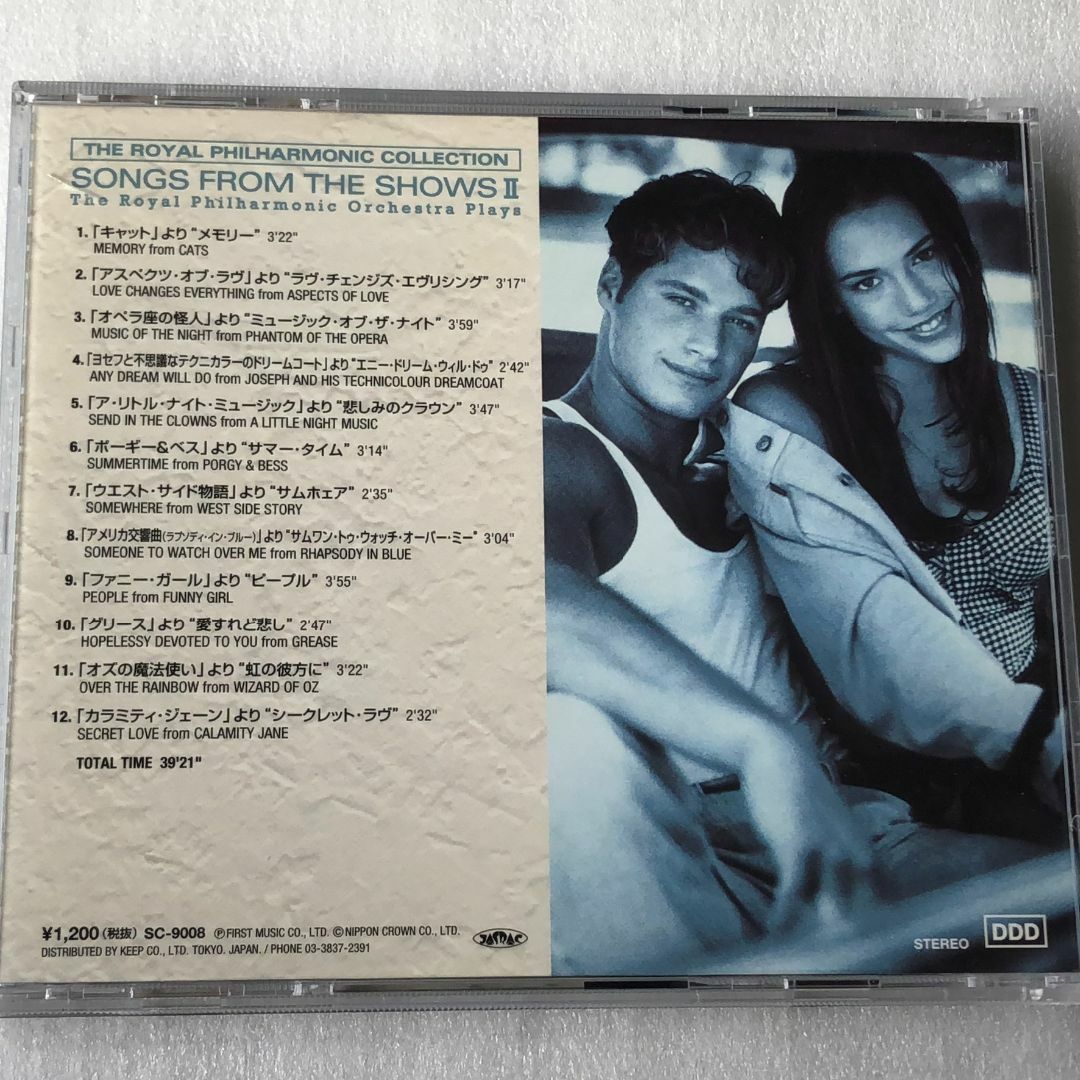 THE ROYAL PHILHARMONIC COLLECTION
SONGS FROM THE SHOWS II
The Royal Philharmonic Orchestra Plays
1.「キャット」より"メモリー" 3'22"
MEMORY from CATS
2.「アスペクツ・オブ・ラヴ」より"ラヴ・チェンジズ・エヴリシング" 3'17"
LOVE CHANGES EVERYTHING from ASPECTS OF LOVE
3.「オペラ座の怪人」より"ミュージック・オブ・ザ・ナイト" 3'59"
MUSIC OF THE NIGHT from PHANTOM OF THE OPERA
4.「ヨセフと不思議なテクニカラーのドリームコート」より"エニー・ドリーム・ウィル・ドゥ" 2'42"
ANY DREAM WILL DO from JOSEPH AND HIS TECHNICOLOUR DREAMCOAT
5.「ア・リトル・ナイト・ミュージック」より"悲しみのクラウン" 3'47"
SEND IN THE CLOWNS from A LITTLE NIGHT MUSIC
6.「ポーギー&ベス」より"サマー・タイム" 3'14"
SUMMERTIME from PORGY & BESS
7.「ウエスト・サイド物語」より"サムホェア" 2'35"
SOMEWHERE from WEST SIDE STORY
8.「アメリカ交響曲(ラプソディ・イン・ブルー)」より"サムワン・トゥ・ウォッチ・オーバー・ミー" 3'04"
SOMEONE TO WATCH OVER ME from RHAPSODY IN BLUE
9.「ファニー・ガール」より"ピープル" 3'55"
PEOPLE from FUNNY GIRL
10.「グリース」より"愛すれど悲し" 2'47"
HOPELESSY DEVOTED TO YOU from GREASE
11.「オズの魔法使い」より"虹の彼方に" 3'22"
OVER THE RAINBOW from WIZARD OF OZ
12.「カラミティ・ジェーン」より"シークレット・ラヴ" 2'32"
SECRET LOVE from CALAMITY JANE
TOTAL TIME 39'21"
¥1,200(税抜) SC-9008 ℗FIRST MUSIC CO., LTD. ©NIPPON CROWN CO., LTD.
DISTRIBUTED BY KEEP CO., LTD. TOKYO. JAPAN. / PHONE 03-3837-2391
JASRAC
STEREO
DDD